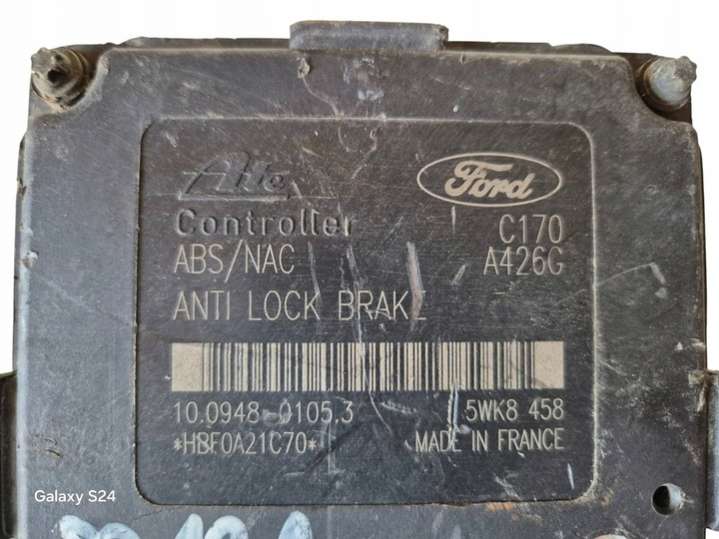 Ate
Ford
Controller C170
ABS/NAC A426G
ANTI LOCK BRAKE
10.0948-0105.3 5WK8 458
*HBF0A21C70* MADE IN FRANCE
Galaxy S24